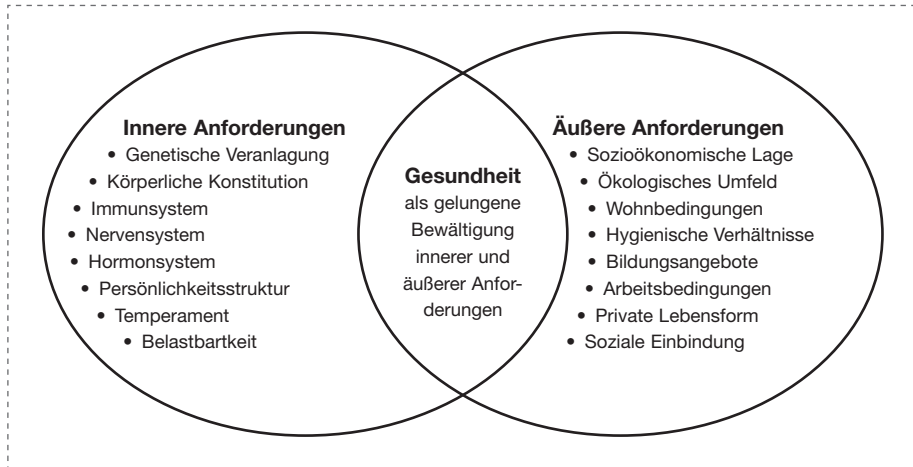 Innere Anforderungen
• Genetische Veranlagung
• Körperliche Konstitution
• Immunsystem
• Nervensystem
• Hormonsystem
• Persönlichkeitsstruktur
• Temperament
• Belastbartkeit
Gesundheit
als gelungene
Bewältigung
innerer und
äußerer Anfor-
derungen
Äußere Anforderungen
• Sozioökonomische Lage
• Ökologisches Umfeld
• Wohnbedingungen
• Hygienische Verhältnisse
• Bildungsangebote
• Arbeitsbedingungen
• Private Lebensform
• Soziale Einbindung